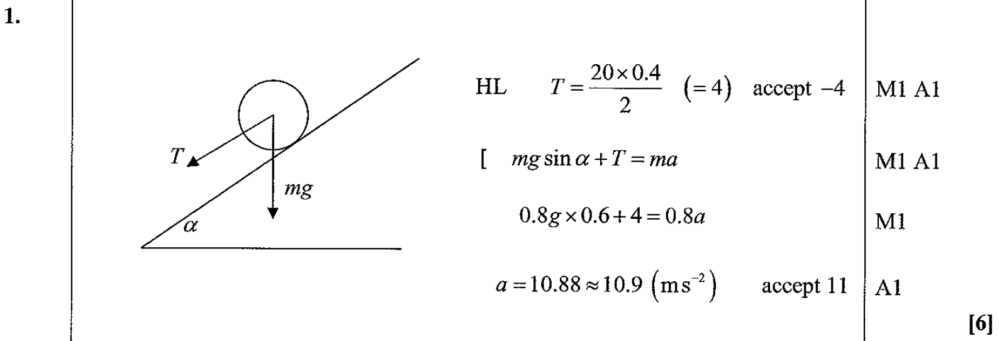 1.
HL T = 20 × 0.4 / 2 (= 4) accept –4 M1 A1
T
[ mg sin α + T = ma M1 A1
mg
0.8g × 0.6 + 4 = 0.8a M1
α
a = 10.88 ≈ 10.9 (m s⁻²) accept 11 A1
[6]